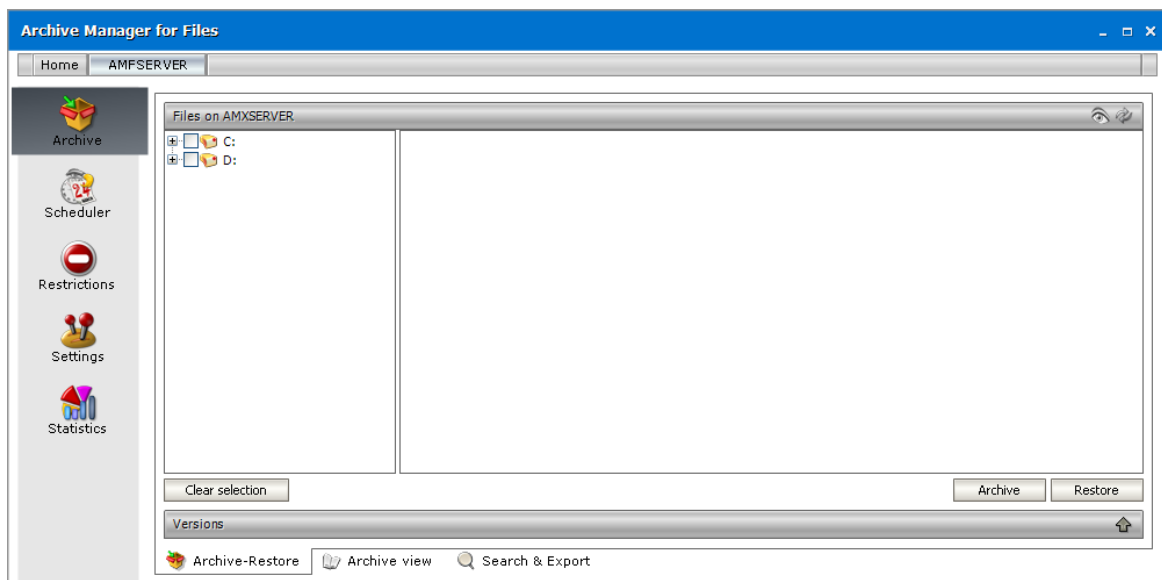 Archive Manager for Files
Home AMFSERVER
Archive
Scheduler
Restrictions
Settings
Statistics
Files on AMXSERVER
C:
D:
Clear selection Archive Restore
Versions
Archive-Restore Archive view Search & Export